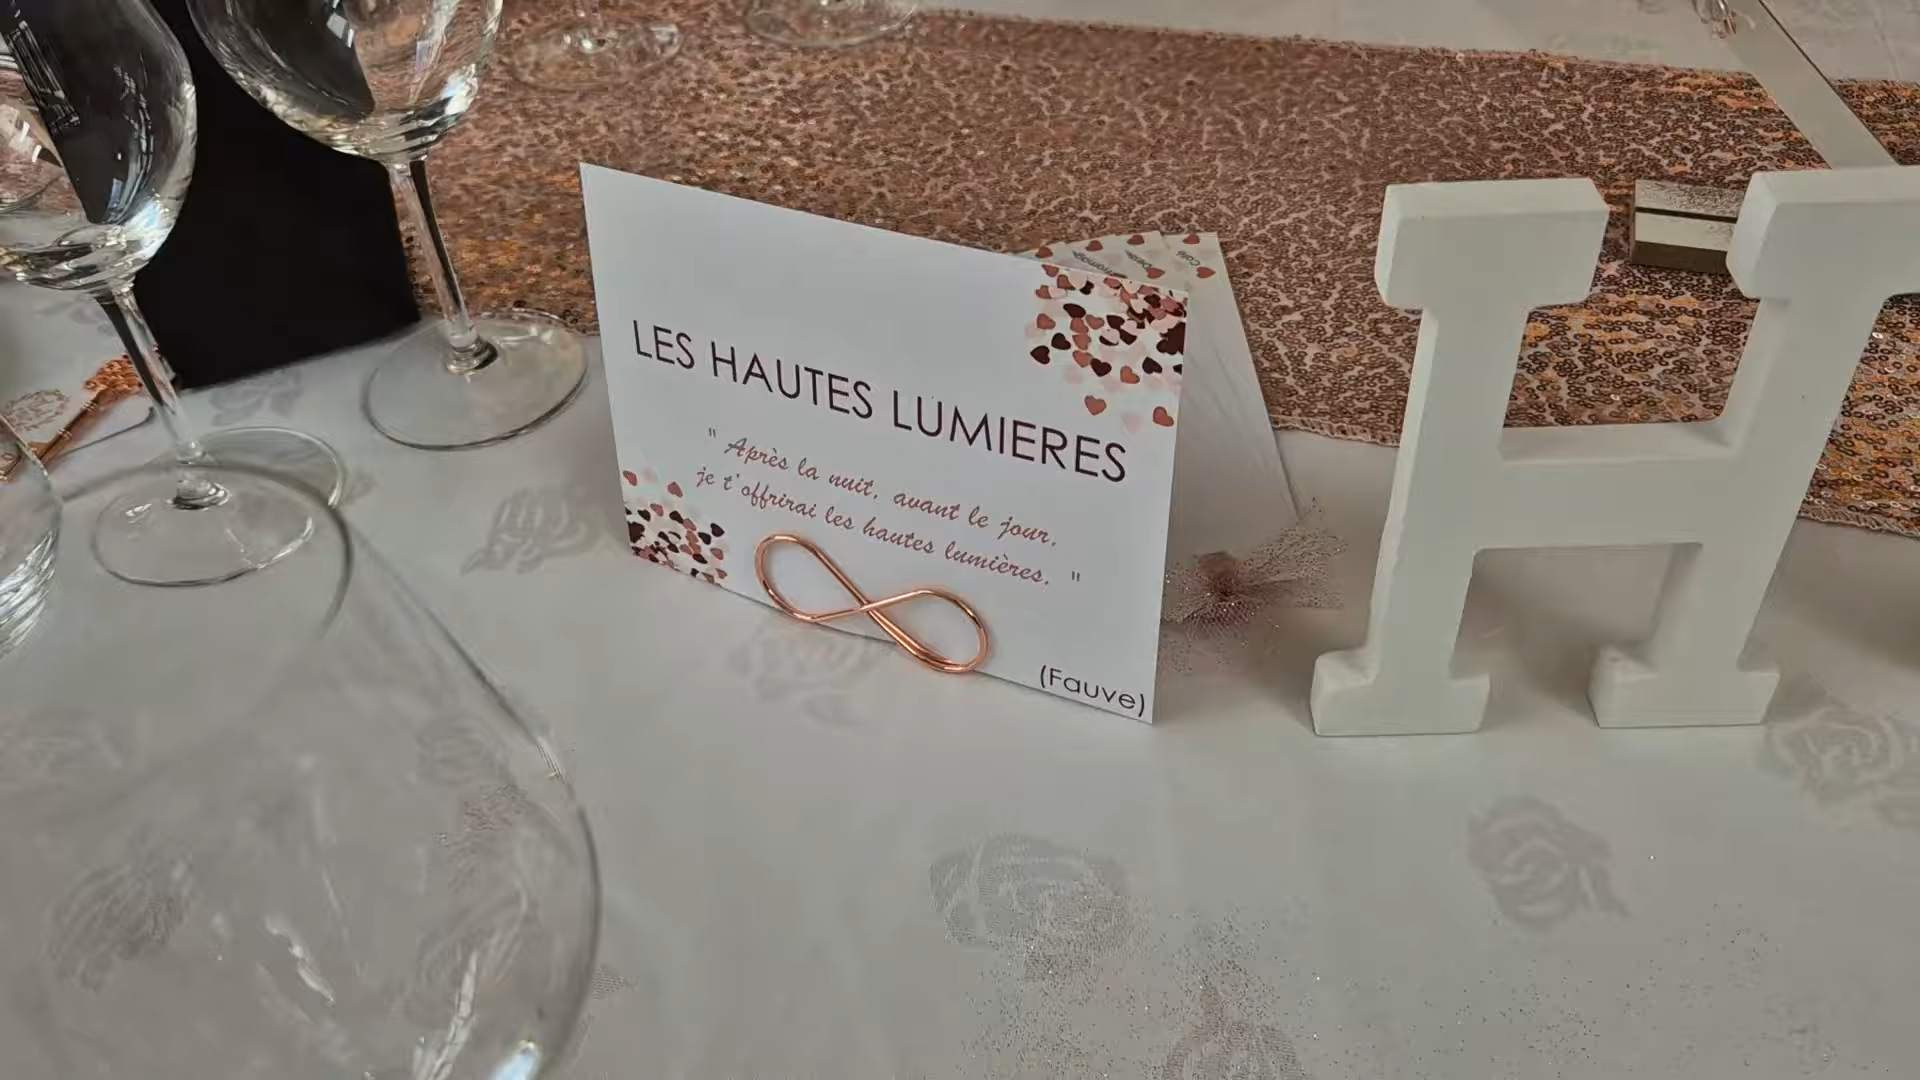 LES HAUTES LUMIERES
" Après la nuit, avant le jour,
je t'offrirai les hautes lumières. "
(Fauve)
H